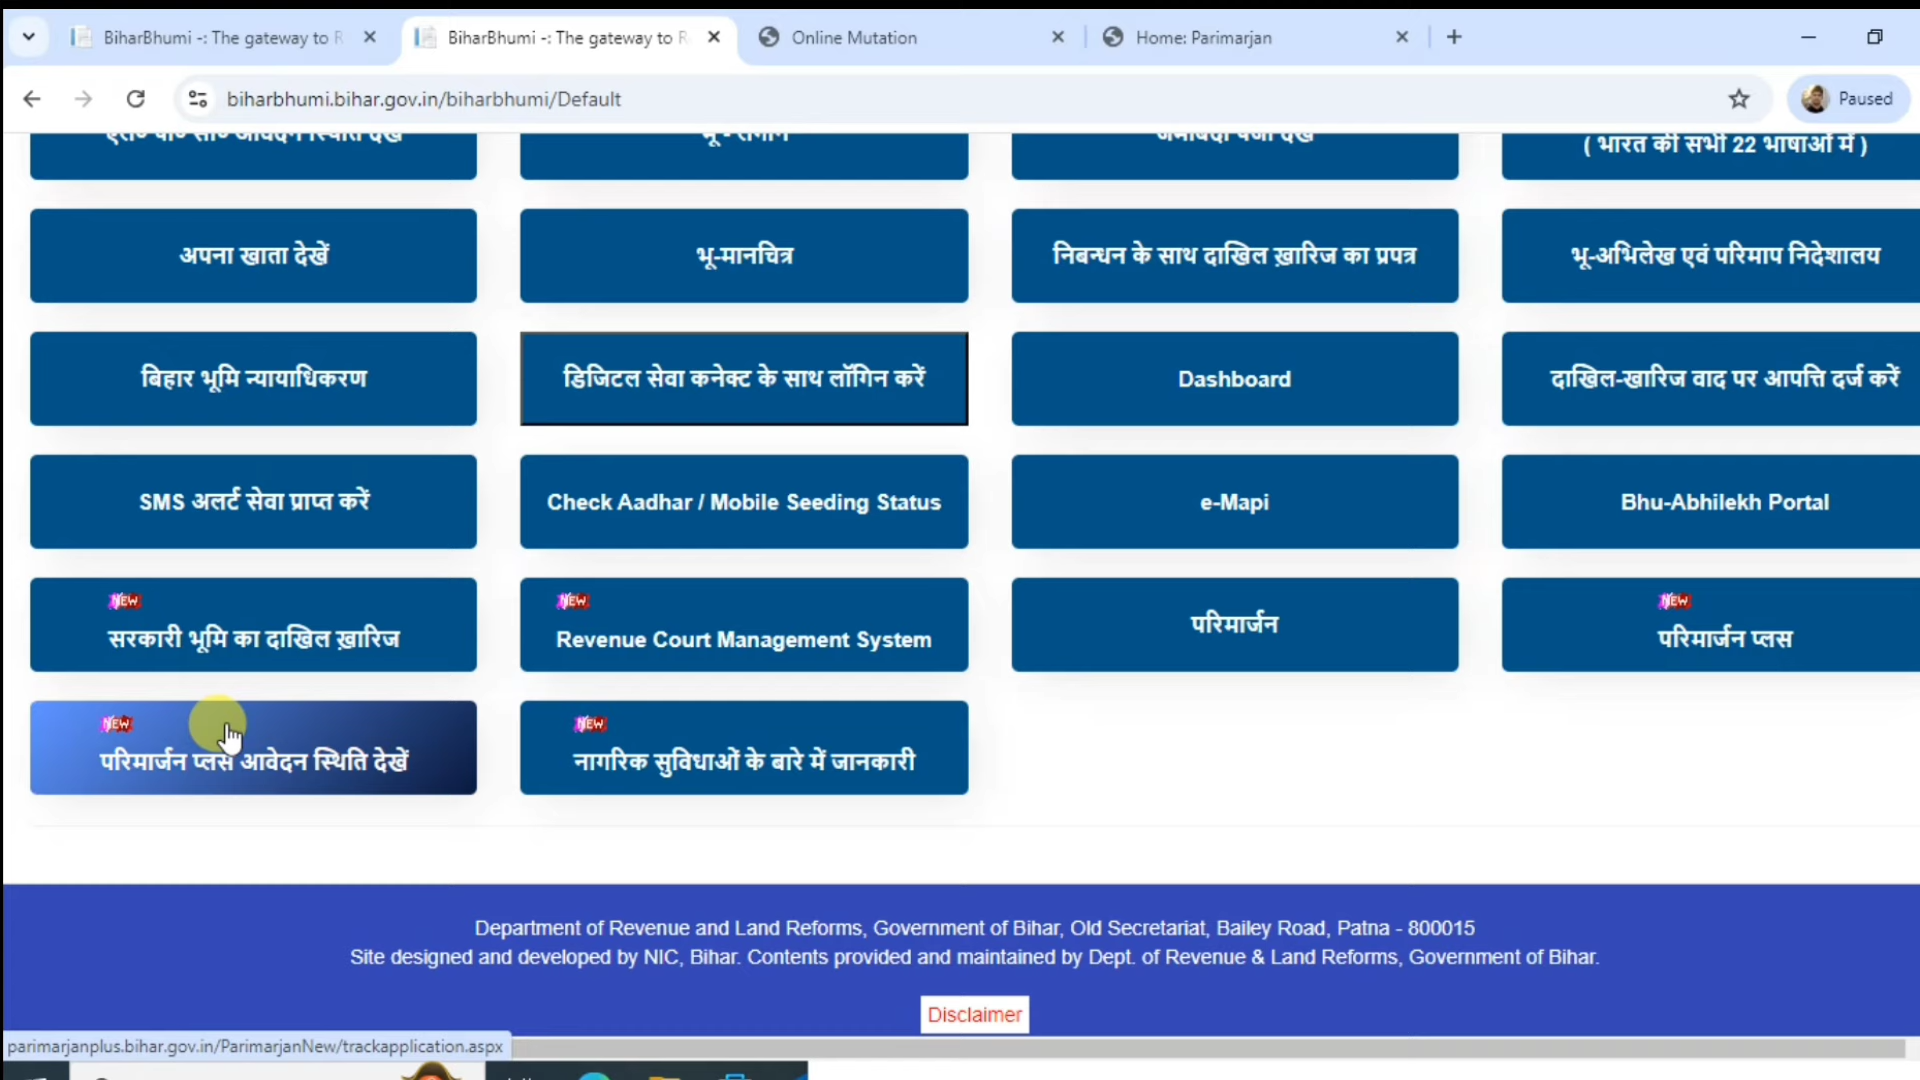 BiharBhumi -: The gateway to R
BiharBhumi -: The gateway to R
Online Mutation
Home: Parimarjan
biharbhumi.bihar.gov.in/biharbhumi/Default
Paused
( भारत की सभी 22 भाषाओं में )
अपना खाता देखें
भू-मानचित्र
निबन्धन के साथ दाखिल ख़ारिज का प्रपत्र
भू-अभिलेख एवं परिमाप निदेशालय
बिहार भूमि न्यायाधिकरण
डिजिटल सेवा कनेक्ट के साथ लॉगिन करें
Dashboard
दाखिल-खारिज वाद पर आपत्ति दर्ज करें
SMS अलर्ट सेवा प्राप्त करें
Check Aadhar / Mobile Seeding Status
e-Mapi
Bhu-Abhilekh Portal
NEW
सरकारी भूमि का दाखिल ख़ारिज
NEW
Revenue Court Management System
परिमार्जन
NEW
परिमार्जन प्लस
NEW
परिमार्जन प्लस आवेदन स्थिति देखें
NEW
नागरिक सुविधाओं के बारे में जानकारी
Department of Revenue and Land Reforms, Government of Bihar, Old Secretariat, Bailey Road, Patna - 800015
Site designed and developed by NIC, Bihar. Contents provided and maintained by Dept. of Revenue & Land Reforms, Government of Bihar.
Disclaimer
parimarjanplus.bihar.gov.in/ParimarjanNew/trackapplication.aspx